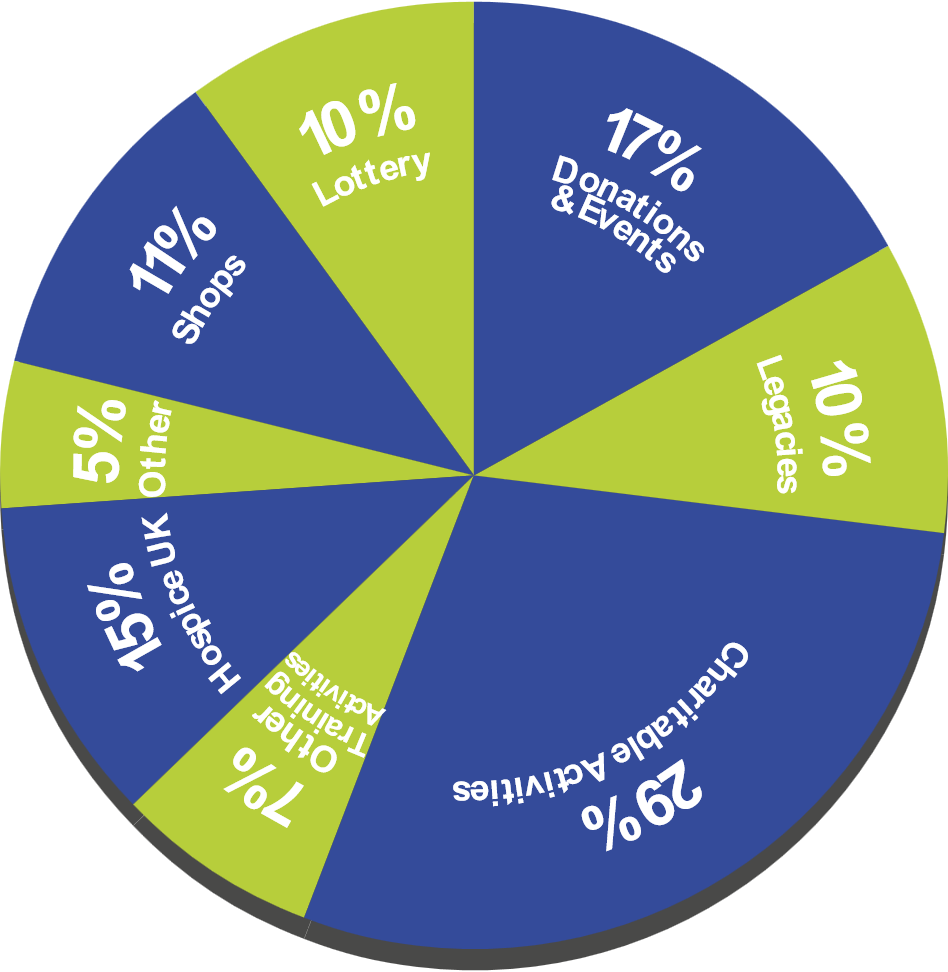 17%
Donations
& Events
10%
Legacies
29%
Charitable Activities
7%
Other
Training
Activities
15%
Hospice UK
5%
Other
11%
Shops
10%
Lottery